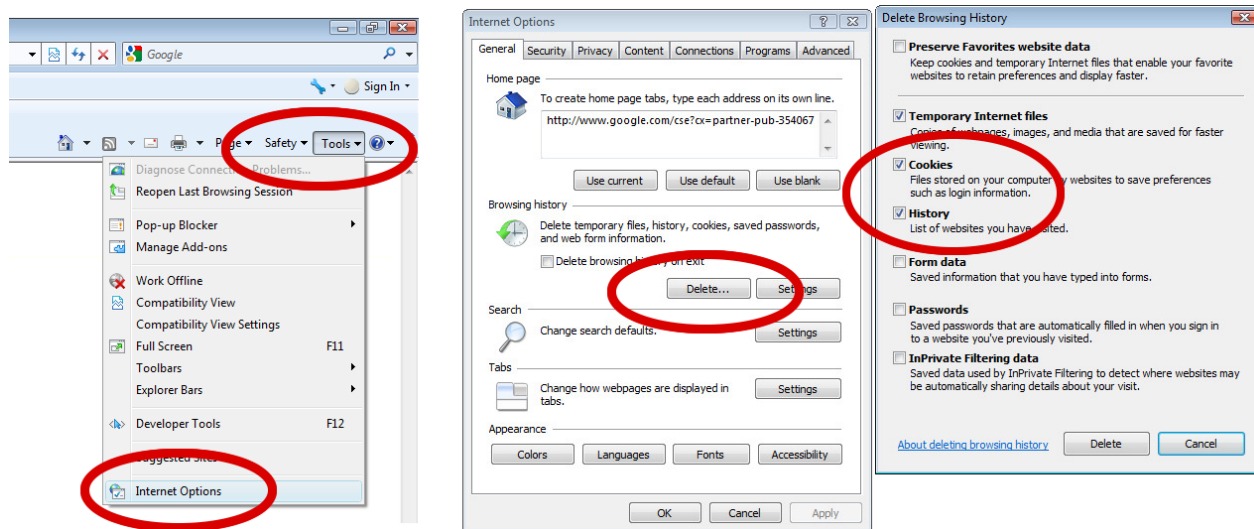 Google
Sign In
Page Safety Tools
Diagnose Connection Problems...
Reopen Last Browsing Session
Pop-up Blocker
Manage Add-ons
Work Offline
Compatibility View
Compatibility View Settings
Full Screen F11
Toolbars
Explorer Bars
Developer Tools F12
Suggested Sites
Internet Options
Internet Options
General Security Privacy Content Connections Programs Advanced
Home page
To create home page tabs, type each address on its own line.
http://www.google.com/cse?cx=partner-pub-354067
Use current Use default Use blank
Browsing history
Delete temporary files, history, cookies, saved passwords,
and web form information.
Delete browsing history on exit
Delete... Settings
Search
Change search defaults. Settings
Tabs
Change how webpages are displayed in
tabs.
Settings
Appearance
Colors Languages Fonts Accessibility
OK Cancel Apply
Delete Browsing History
Preserve Favorites website data
Keep cookies and temporary Internet files that enable your favorite
websites to retain preferences and display faster.
Temporary Internet files
Copies of webpages, images, and media that are saved for faster
viewing.
Cookies
Files stored on your computer by websites to save preferences
such as login information.
History
List of websites you have visited.
Form data
Saved information that you have typed into forms.
Passwords
Saved passwords that are automatically filled in when you sign in
to a website you've previously visited.
InPrivate Filtering data
Saved data used by InPrivate Filtering to detect where websites may
be automatically sharing details about your visit.
About deleting browsing history Delete Cancel